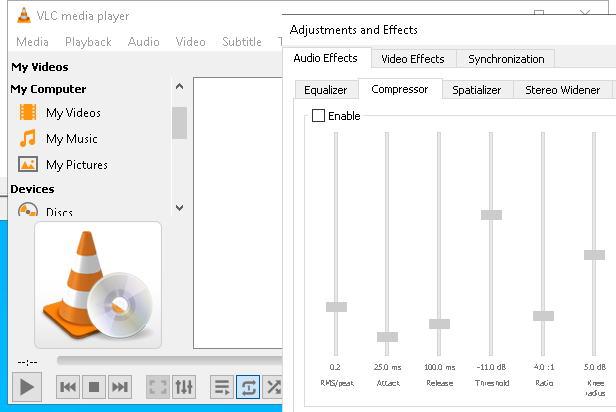 VLC media player
Media Playback Audio Video Subtitle T
My Videos
My Computer
My Videos
My Music
My Pictures
Devices
Discs
--:--
Adjustments and Effects
Audio Effects Video Effects Synchronization
Equalizer Compressor Spatializer Stereo Widener
Enable
0.2 25.0 ms 100.0 ms -11.0 dB 4.0 :1 5.0 dB
RMS/peak Attack Release Threshold Ratio Knee
radius